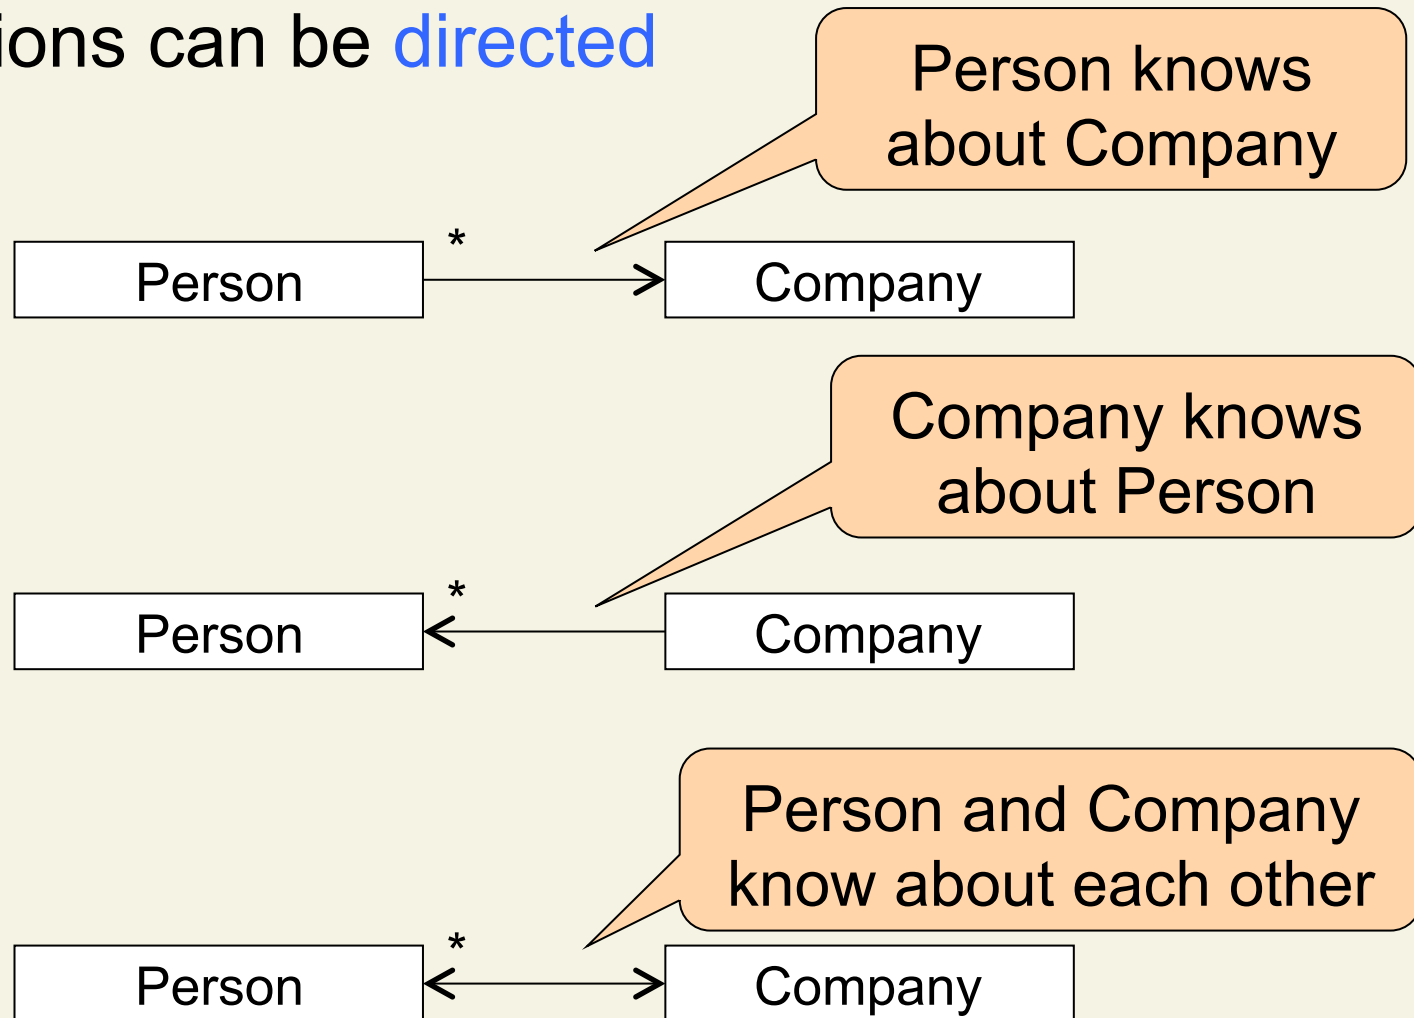 ions can be directed
Person knows
about Company
*
Person
Company
Company knows
about Person
*
Person
Company
Person and Company
know about each other
*
Person
Company